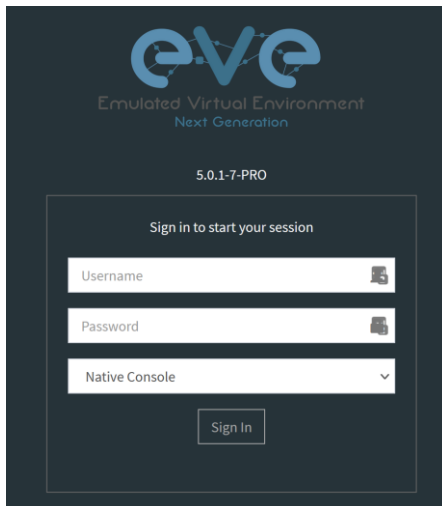 eve
Emulated Virtual Environment
Next Generation
5.0.1-7-PRO
Sign in to start your session
Username
Password
Native Console
Sign In